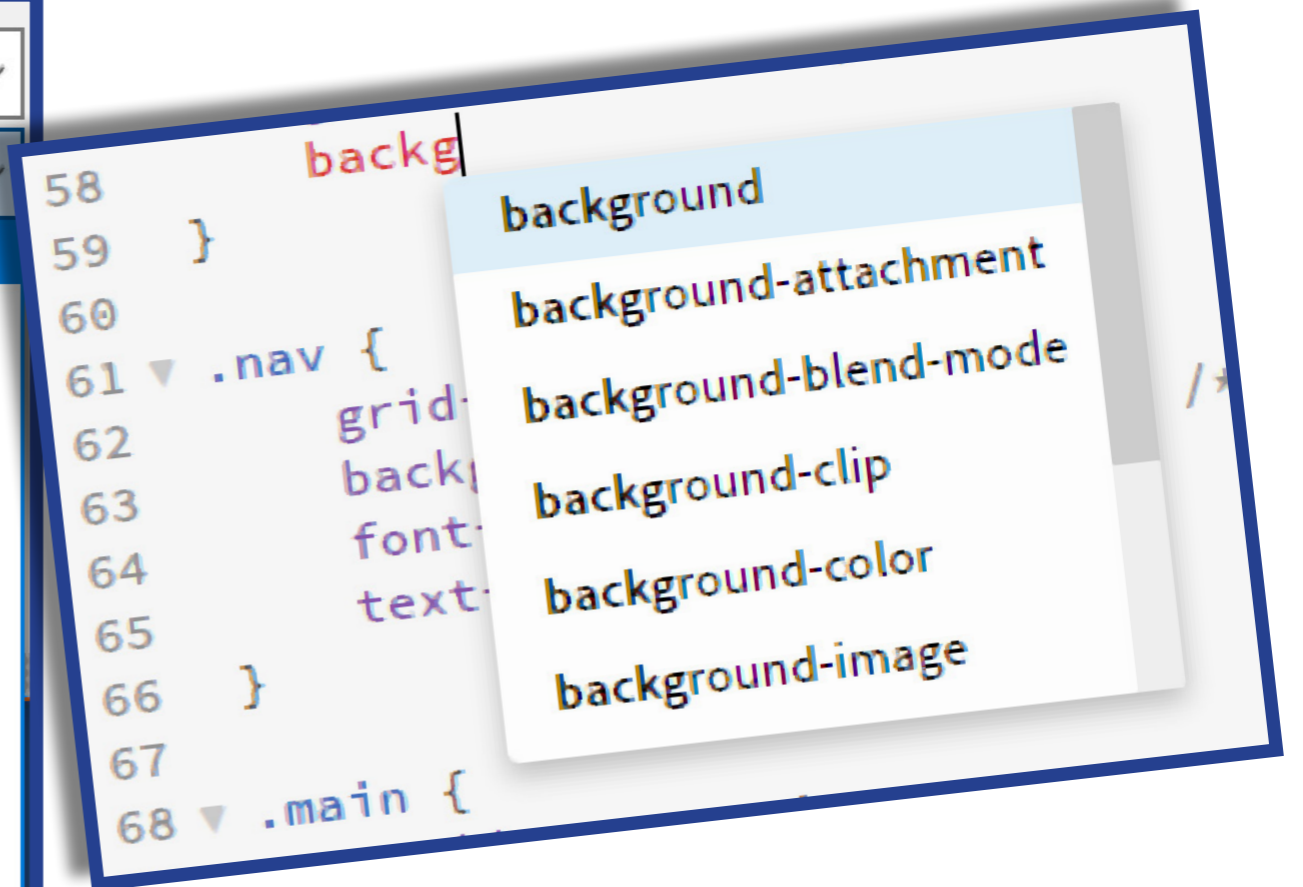 58 backg
59 }
60
61 .nav {
62 grid-
63 backg
64 font-
65 text-
66 }
67
68 .main {
/*
background
background-attachment
background-blend-mode
background-clip
background-color
background-image